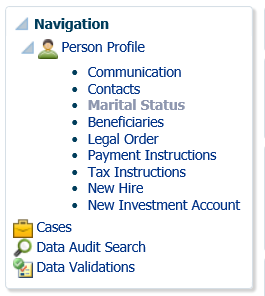 Navigation
Person Profile
Communication
Contacts
Marital Status
Beneficiaries
Legal Order
Payment Instructions
Tax Instructions
New Hire
New Investment Account
Cases
Data Audit Search
Data Validations